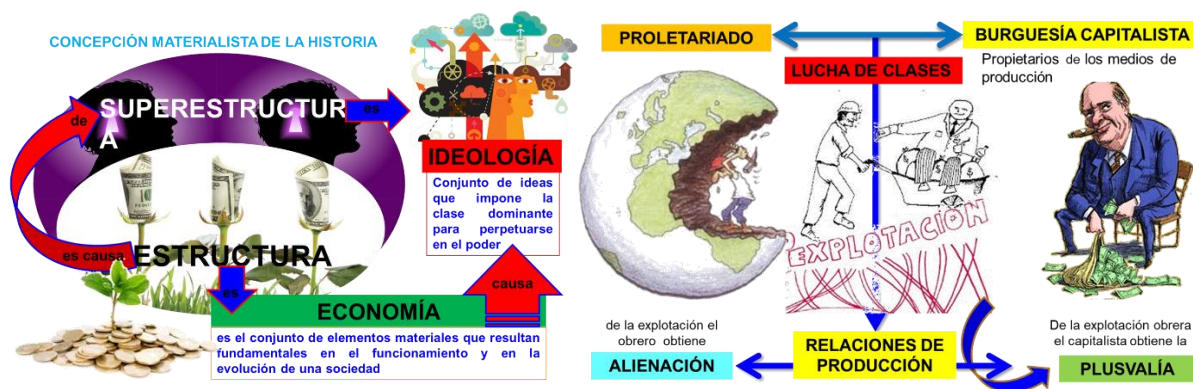 CONCEPCIÓN MATERIALISTA DE LA HISTORIA
SUPERESTRUCTUR
A
de
es
es causa
ESTRUCTURA
es
IDEOLOGÍA
Conjunto de ideas
que impone la
clase dominante
para perpetuarse
en el poder
causa
ECONOMÍA
es el conjunto de elementos materiales que resultan
fundamentales en el funcionamiento y en la
evolución de una sociedad
PROLETARIADO
BURGUESÍA CAPITALISTA
Propietarios de los medios de
producción
LUCHA DE CLASES
EXPLOTACIÓN
de la explotación el
obrero obtiene
ALIENACIÓN
RELACIONES DE
PRODUCCIÓN
De la explotación obrera
el capitalista obtiene la
PLUSVALÍA